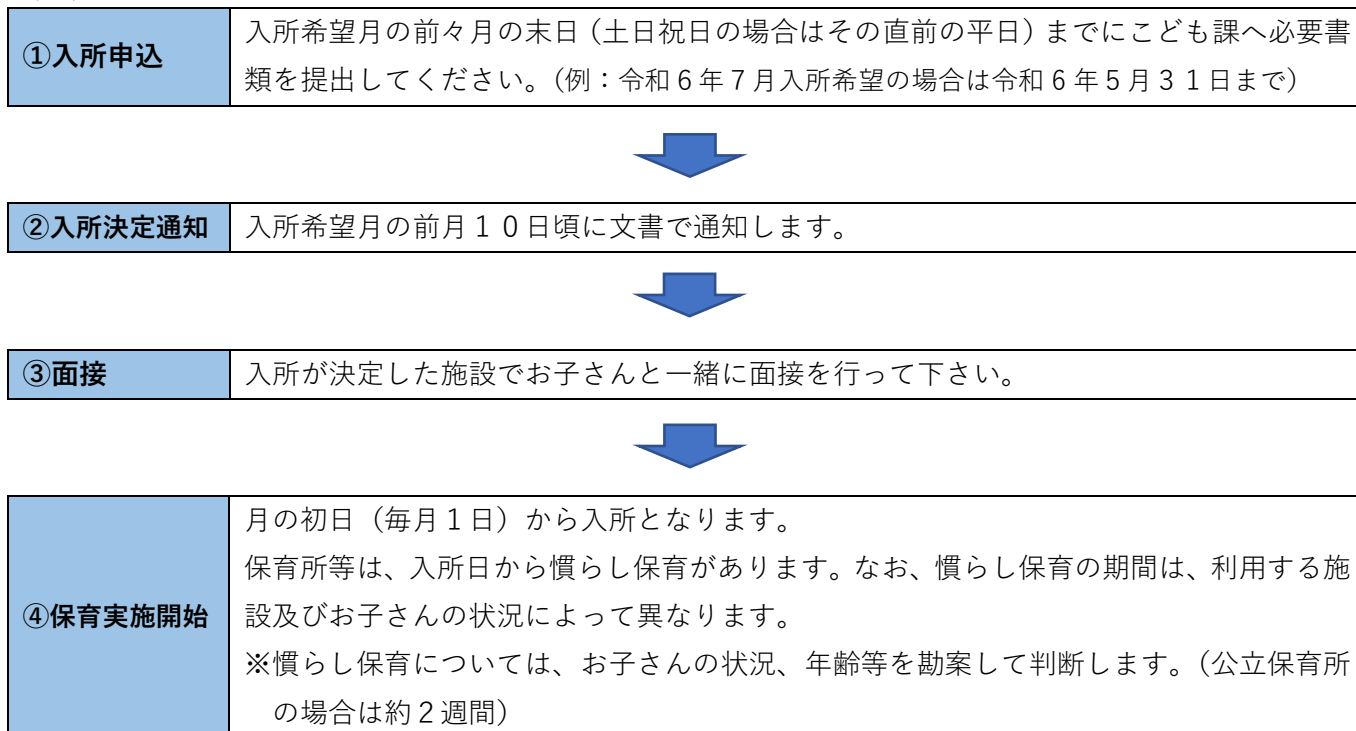 ①入所申込
入所希望月の前々月の末日（土日祝日の場合はその直前の平日）までにこども課へ必要書
類を提出してください。（例：令和６年７月入所希望の場合は令和６年５月３１日まで）
②入所決定通知
入所希望月の前月１０日頃に文書で通知します。
③面接
入所が決定した施設でお子さんと一緒に面接を行って下さい。
④保育実施開始
月の初日（毎月１日）から入所となります。
保育所等は、入所日から慣らし保育があります。なお、慣らし保育の期間は、利用する施
設及びお子さんの状況によって異なります。
※慣らし保育については、お子さんの状況、年齢等を勘案して判断します。（公立保育所
の場合は約２週間）